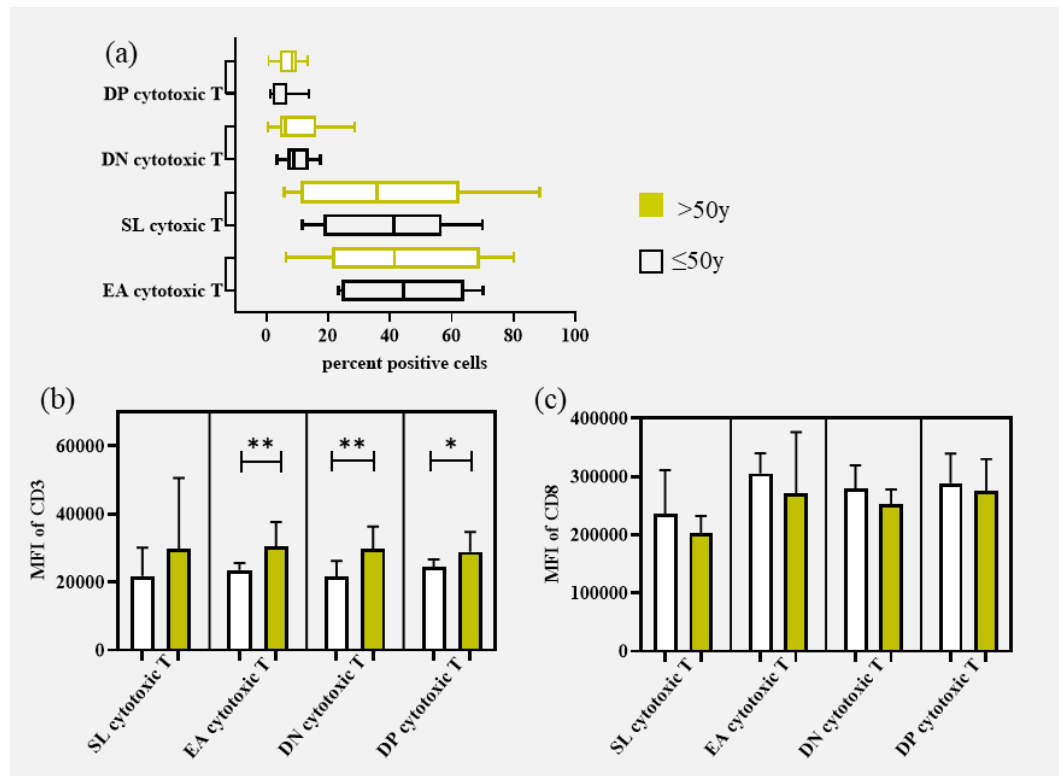 (a)
DP cytotoxic T
DN cytotoxic T
SL cytoxic T
EA cytotoxic T
0 20 40 60 80 100
percent positive cells
>50y
≤50y
(b)
MFI of CD3
60000
40000
20000
0
** ** *
SL cytotoxic T
EA cytotoxic T
DN cytotoxic T
DP cytotoxic T
(c)
MFI of CD8
400000
300000
200000
100000
0
SL cytotoxic T
EA cytotoxic T
DN cytotoxic T
DP cytotoxic T